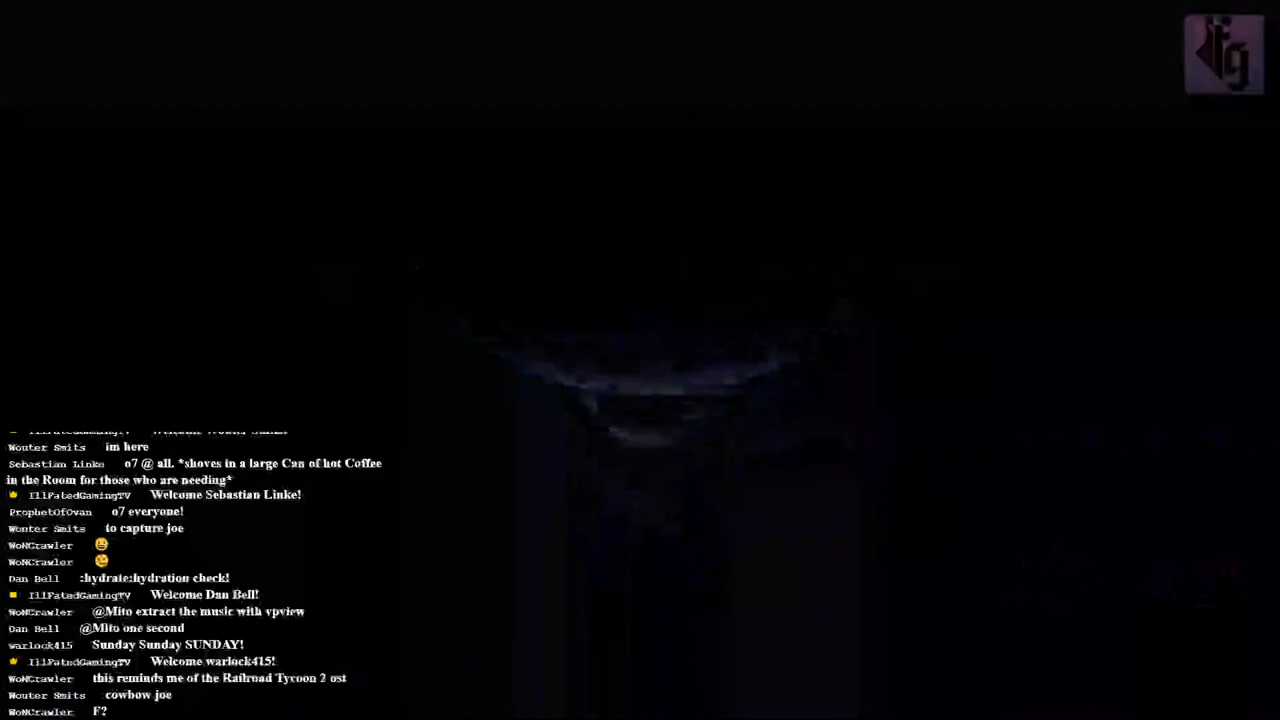 fg
Wouter Smits im here
Sebastian Linke o7 @ all. *shoves in a large Can of hot Coffee
in the Room for those who are needing*
IllFatedGamingTV Welcome Sebastian Linke!
ProphetOfOvan o7 everyone!
Wouter Smits to capture joe
WoNCrawler
WoNCrawler
Dan Bell :hydrate:hydration check!
IllFatedGamingTV Welcome Dan Bell!
WoNCrawler @Mito extract the music with vpview
Dan Bell @Mito one second
warlock415 Sunday Sunday SUNDAY!
IllFatedGamingTV Welcome warlock415!
WoNCrawler this reminds me of the Railroad Tycoon 2 ost
Wouter Smits cowbow joe
WoNCrawler F?